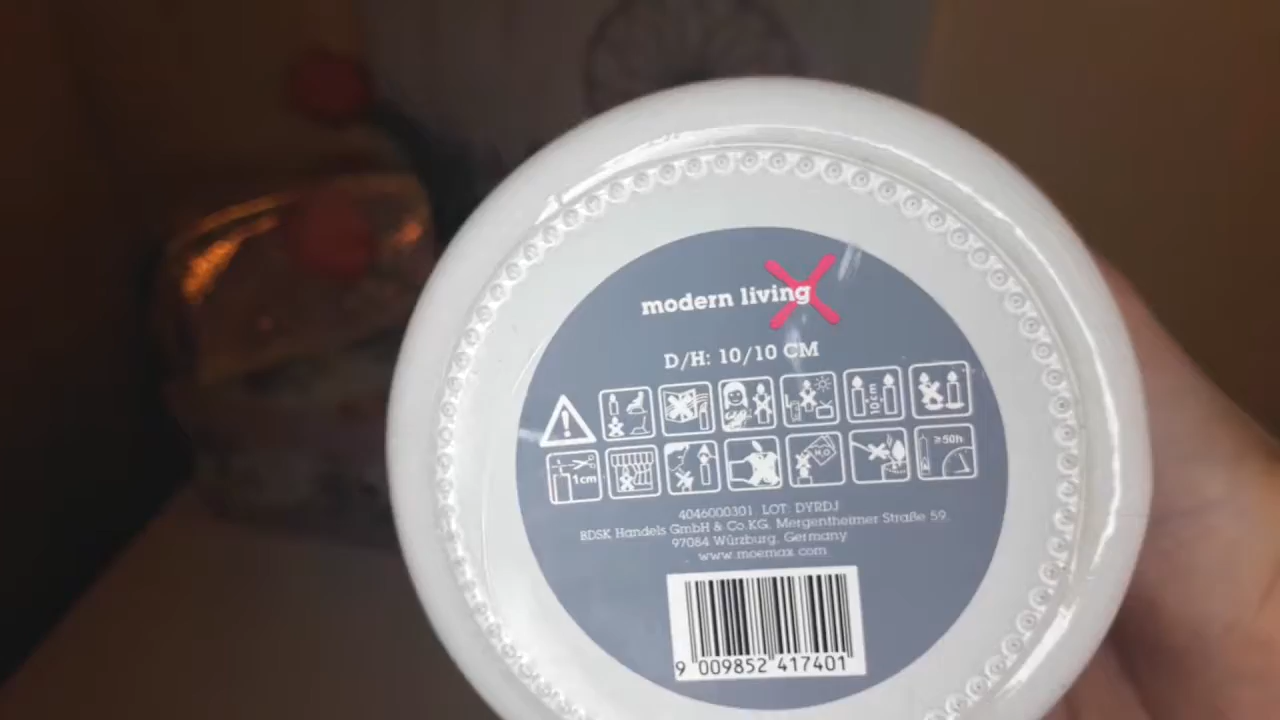 modern living
D/H: 10/10 CM
10cm
1cm
H₂O
≥50h
4046000301 LOT: DYRDJ
BDSK Handels GmbH & Co.KG, Mergentheimer Straße 59,
97084 Würzburg, Germany
www.moemax.com
9 009852 417401